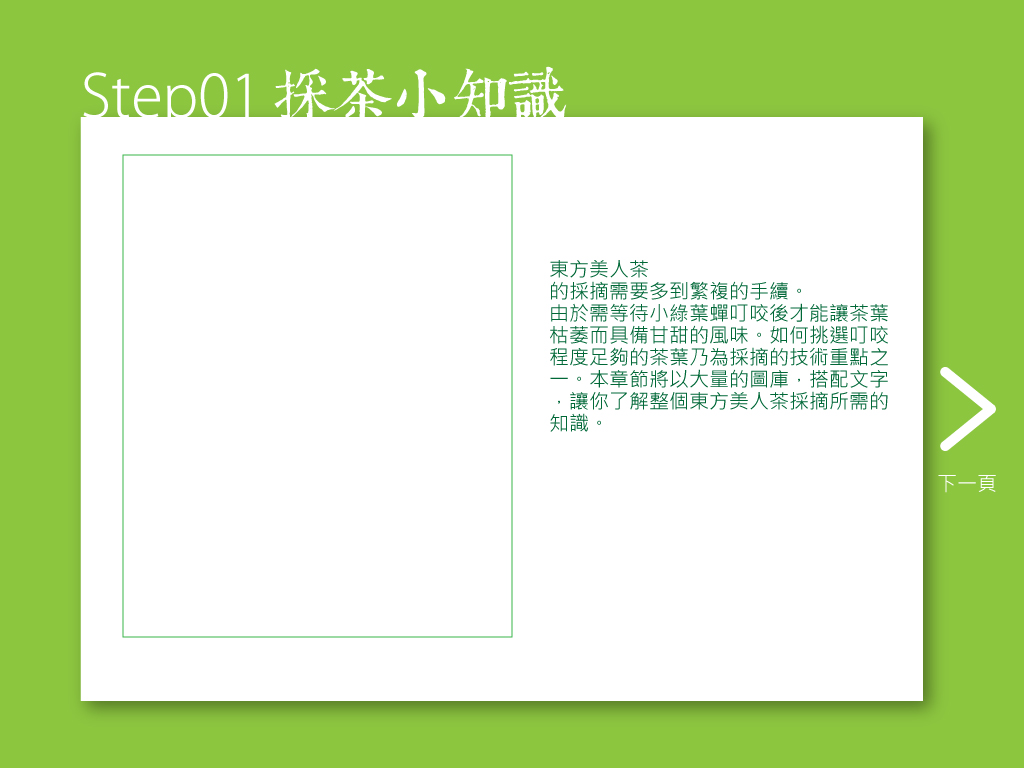 Step01 採茶小知識
東方美人茶
的採摘需要多到繁複的手續。
由於需等待小綠葉蟬叮咬後才能讓茶葉
枯萎而具備甘甜的風味。如何挑選叮咬
程度足夠的茶葉乃為採摘的技術重點之
一。本章節將以大量的圖庫，搭配文字
，讓你了解整個東方美人茶採摘所需的
知識。
下一頁